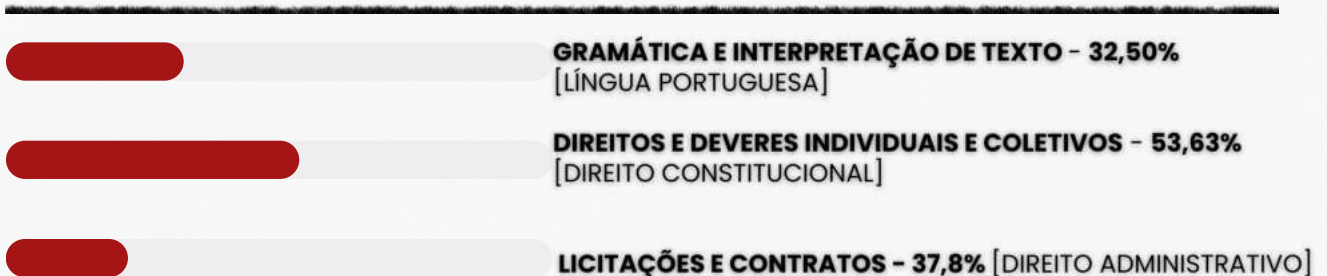 GRAMÁTICA E INTERPRETAÇÃO DE TEXTO - 32,50%
[LÍNGUA PORTUGUESA]
DIREITOS E DEVERES INDIVIDUAIS E COLETIVOS - 53,63%
[DIREITO CONSTITUCIONAL]
LICITAÇÕES E CONTRATOS - 37,8% [DIREITO ADMINISTRATIVO]